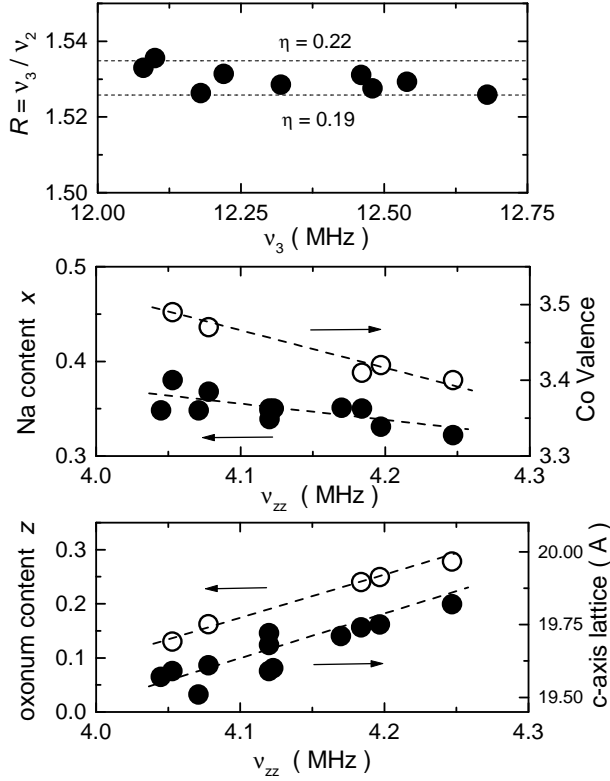 1.54
1.52
1.50
R = ν3 / ν2
η = 0.22
η = 0.19
12.00 12.25 12.50 12.75
ν3 ( MHz )
0.5
0.4
0.3
Na content x
3.5
3.4
3.3
Co Valence
4.0 4.1 4.2 4.3
νzz ( MHz )
0.3
0.2
0.1
0.0
oxonum content z
20.00
19.75
19.50
c-axis lattice ( A )
4.0 4.1 4.2 4.3
νzz ( MHz )